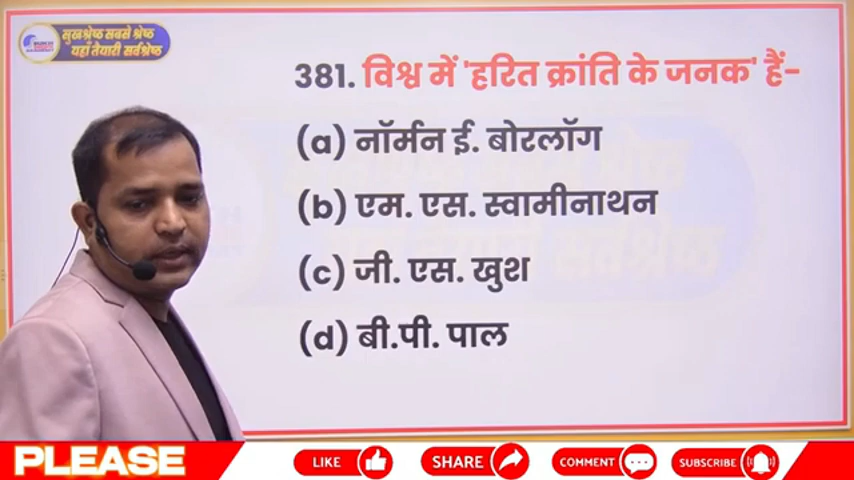 सुखश्रेष्ठ सबसे श्रेष्ठ
यहाँ तैयारी सर्वश्रेष्ठ
381. विश्व में 'हरित क्रांति के जनक' हैं-
(a) नॉर्मन ई. बोरलॉग
(b) एम. एस. स्वामीनाथन
(c) जी. एस. खुश
(d) बी.पी. पाल
PLEASE
LIKE
SHARE
COMMENT
SUBSCRIBE